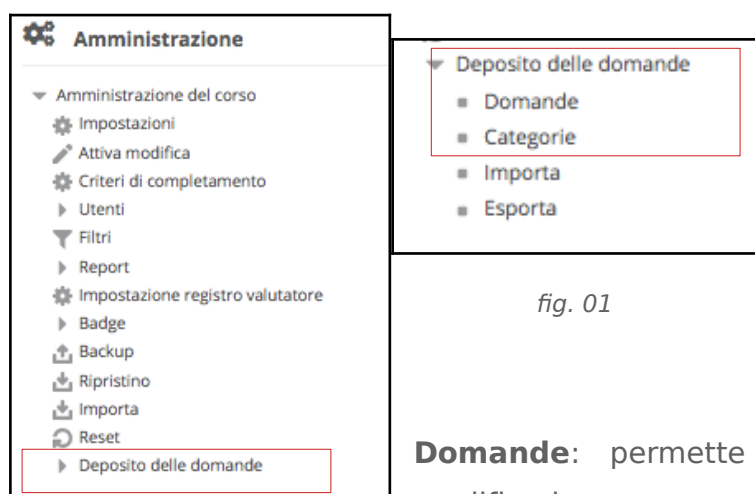 Amministrazione
Amministrazione del corso
Impostazioni
Attiva modifica
Criteri di completamento
Utenti
Filtri
Report
Impostazione registro valutatore
Badge
Backup
Ripristino
Importa
Reset
Deposito delle domande
Deposito delle domande
Domande
Categorie
Importa
Esporta
fig. 01
Domande: permette